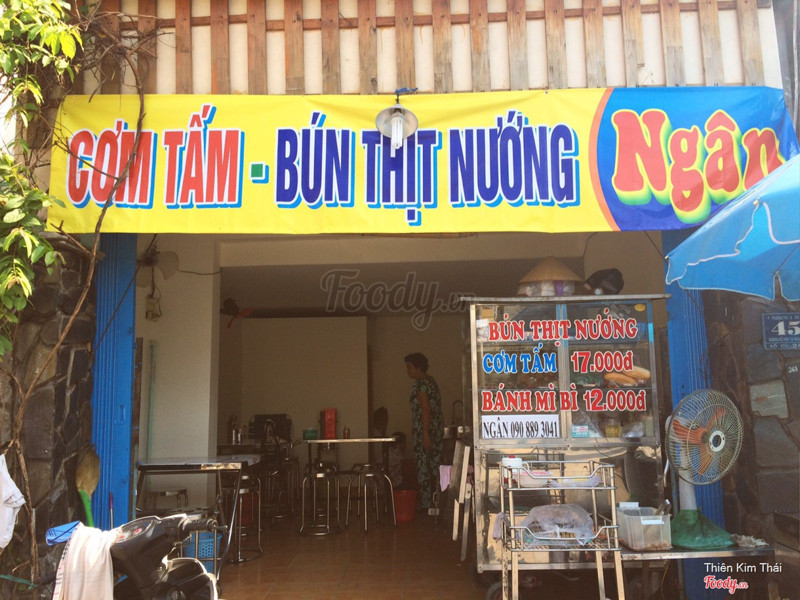 CƠM TẤM - BÚN THỊT NƯỚNG Ngân
Foody.vn
BÚN THỊT NƯỚNG
CƠM TẤM 17.000đ
BÁNH MÌ BÌ 12.000đ
NGÂN 090 889 3041
45
Thiên Kim Thái
Foody.vn